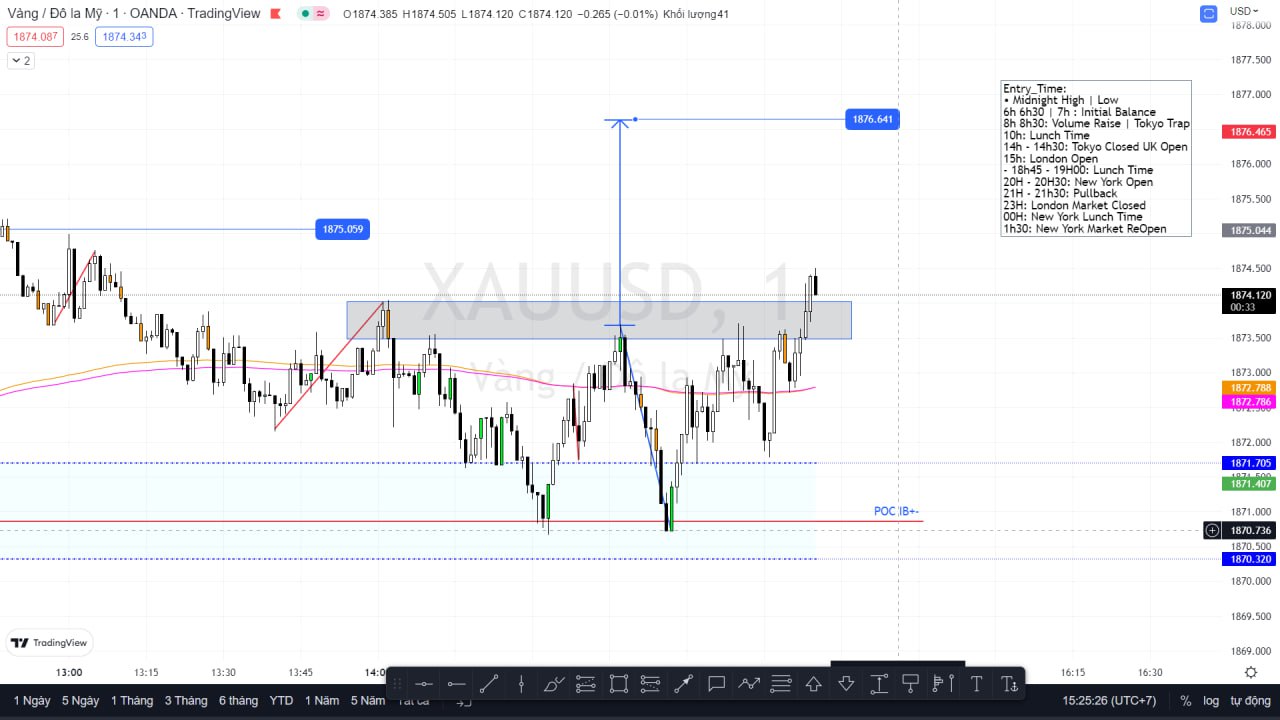 Vàng / Đô la Mỹ · 1 · OANDA · TradingView
O1874.385 H1874.505 L1874.120 C1874.120 −0.265 (−0.01%) Khối lượng41
USD
1874.087 25.6 1874.343
2
1878.000
1877.500
1877.000
1876.641
1876.465
1876.000
1875.500
1875.059
1875.044
1874.500
1874.120
00:33
1873.500
1873.000
1872.788
1872.786
1872.000
1871.705
1871.407
1871.000
1870.736
1870.500
1870.320
1870.000
1869.500
1869.000
Entry_Time:
• Midnight High | Low
6h 6h30 | 7h : Initial Balance
8h 8h30: Volume Raise | Tokyo Trap
10h: Lunch Time
14h - 14h30: Tokyo Closed UK Open
15h: London Open
- 18h45 - 19H00: Lunch Time
20H - 20H30: New York Open
21H - 21h30: Pullback
23H: London Market Closed
00H: New York Lunch Time
1h30: New York Market ReOpen
XAUUSD, 1
Vàng / Đô la Mỹ
POC IB+-
TradingView
13:00 13:15 13:30 13:45 14:0 16:15 16:30
1 Ngày 5 Ngày 1 Tháng 3 Tháng 6 tháng YTD 1 Năm 5 Năm Tất cả
15:25:26 (UTC+7) % log tự động